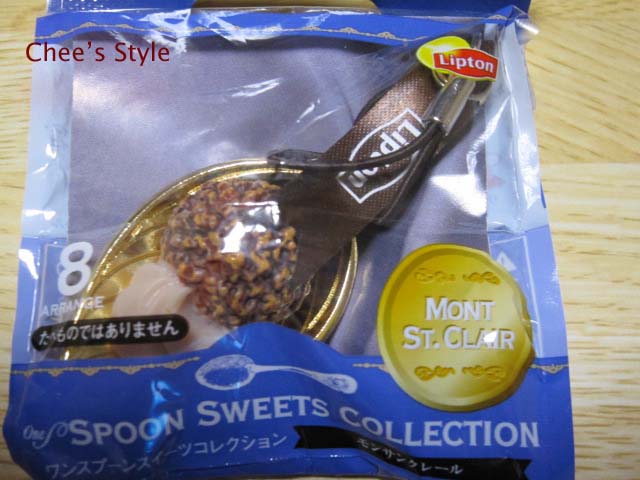 Chee's Style
Lipton
Lipton
8
ARRANGE
たべものではありません
MONT
ST. CLAIR
One SPOON SWEETS COLLECTION
ワンスプーンスイーツコレクション
モンサンクレール